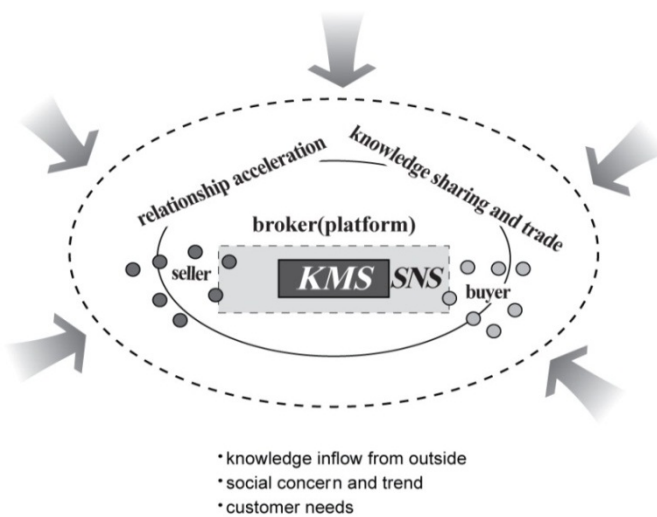 relationship acceleration
knowledge sharing and trade
broker(platform)
seller
KMS SNS
buyer
• knowledge inflow from outside
• social concern and trend
• customer needs